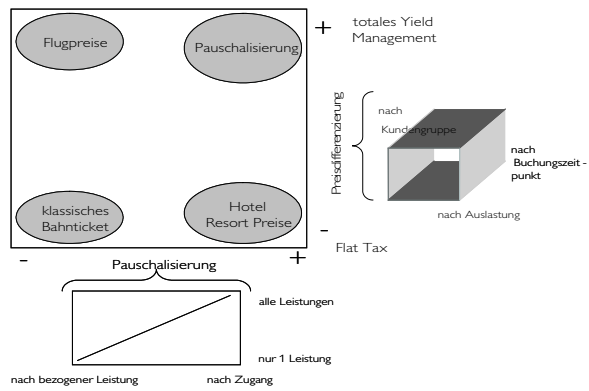 Flugpreise
Pauschalisierung
+
totales Yield
Management
Preisdifferenzierung
nach
Kundengruppe
nach
Buchungszeit -
punkt
nach Auslastung
klassisches
Bahnticket
Hotel
Resort Preise
-
Flat Tax
-
+
Pauschalisierung
alle Leistungen
nur 1 Leistung
nach bezogener Leistung
nach Zugang